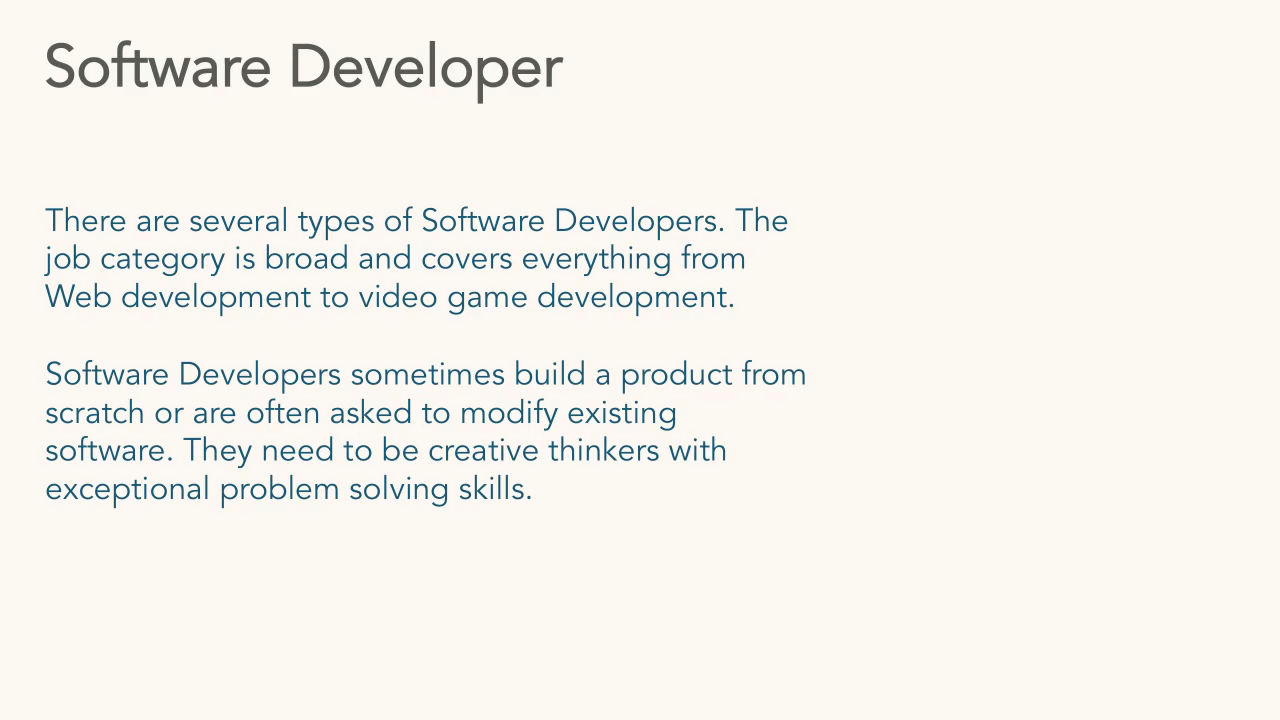 Software Developer
There are several types of Software Developers. The
job category is broad and covers everything from
Web development to video game development.
Software Developers sometimes build a product from
scratch or are often asked to modify existing
software. They need to be creative thinkers with
exceptional problem solving skills.